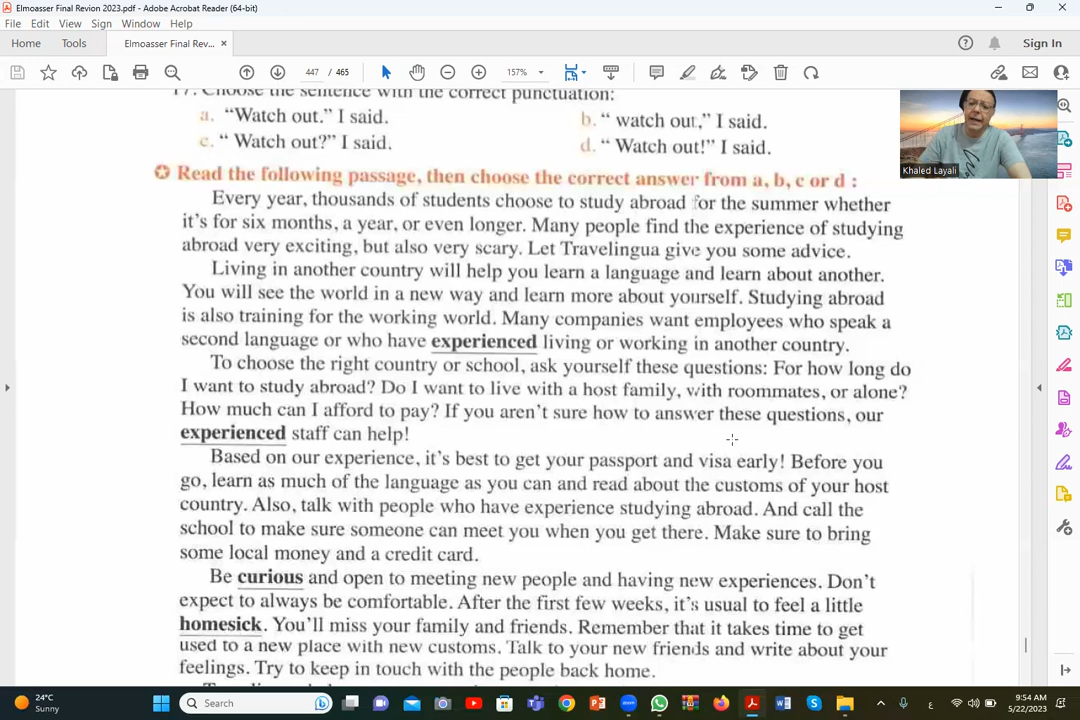 Elmoasser Final Revion 2023.pdf - Adobe Acrobat Reader (64-bit)
File Edit View Sign Window Help
Home Tools Elmoasser Final Rev... × Sign In
447 / 465 157%
17. Choose the sentence with the correct punctuation:
a. “Watch out.” I said. b. “ watch out,” I said.
c. “ Watch out?” I said. d. “ Watch out!” I said.
Khaled Layali
Read the following passage, then choose the correct answer from a, b, c or d :
Every year, thousands of students choose to study abroad for the summer whether
it’s for six months, a year, or even longer. Many people find the experience of studying
abroad very exciting, but also very scary. Let Travelingua give you some advice.
Living in another country will help you learn a language and learn about another.
You will see the world in a new way and learn more about yourself. Studying abroad
is also training for the working world. Many companies want employees who speak a
second language or who have experienced living or working in another country.
To choose the right country or school, ask yourself these questions: For how long do
I want to study abroad? Do I want to live with a host family, with roommates, or alone?
How much can I afford to pay? If you aren’t sure how to answer these questions, our
experienced staff can help!
Based on our experience, it’s best to get your passport and visa early! Before you
go, learn as much of the language as you can and read about the customs of your host
country. Also, talk with people who have experience studying abroad. And call the
school to make sure someone can meet you when you get there. Make sure to bring
some local money and a credit card.
Be curious and open to meeting new people and having new experiences. Don’t
expect to always be comfortable. After the first few weeks, it’s usual to feel a little
homesick. You’ll miss your family and friends. Remember that it takes time to get
used to a new place with new customs. Talk to your new friends and write about your
feelings. Try to keep in touch with the people back home.
24°C
Sunny
Search
9:54 AM
5/22/2023